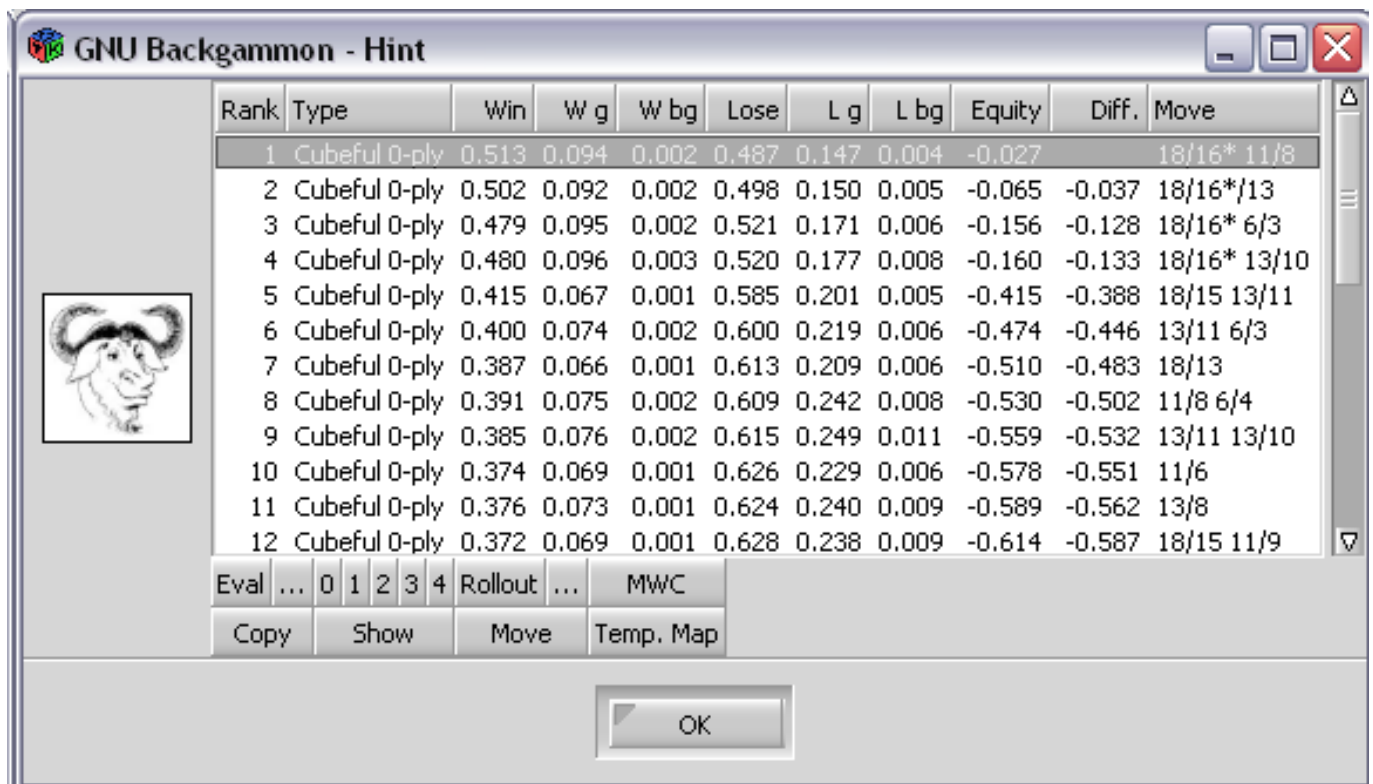 GNU Backgammon - Hint
Rank Type Win W g W bg Lose L g L bg Equity Diff. Move
1 Cubeful 0-ply 0.513 0.094 0.002 0.487 0.147 0.004 -0.027 18/16* 11/8
2 Cubeful 0-ply 0.502 0.092 0.002 0.498 0.150 0.005 -0.065 -0.037 18/16*/13
3 Cubeful 0-ply 0.479 0.095 0.002 0.521 0.171 0.006 -0.156 -0.128 18/16* 6/3
4 Cubeful 0-ply 0.480 0.096 0.003 0.520 0.177 0.008 -0.160 -0.133 18/16* 13/10
5 Cubeful 0-ply 0.415 0.067 0.001 0.585 0.201 0.005 -0.415 -0.388 18/15 13/11
6 Cubeful 0-ply 0.400 0.074 0.002 0.600 0.219 0.006 -0.474 -0.446 13/11 6/3
7 Cubeful 0-ply 0.387 0.066 0.001 0.613 0.209 0.006 -0.510 -0.483 18/13
8 Cubeful 0-ply 0.391 0.075 0.002 0.609 0.242 0.008 -0.530 -0.502 11/8 6/4
9 Cubeful 0-ply 0.385 0.076 0.002 0.615 0.249 0.011 -0.559 -0.532 13/11 13/10
10 Cubeful 0-ply 0.374 0.069 0.001 0.626 0.229 0.006 -0.578 -0.551 11/6
11 Cubeful 0-ply 0.376 0.073 0.001 0.624 0.240 0.009 -0.589 -0.562 13/8
12 Cubeful 0-ply 0.372 0.069 0.001 0.628 0.238 0.009 -0.614 -0.587 18/15 11/9
Eval ... 0 1 2 3 4 Rollout ... MWC
Copy Show Move Temp. Map
OK